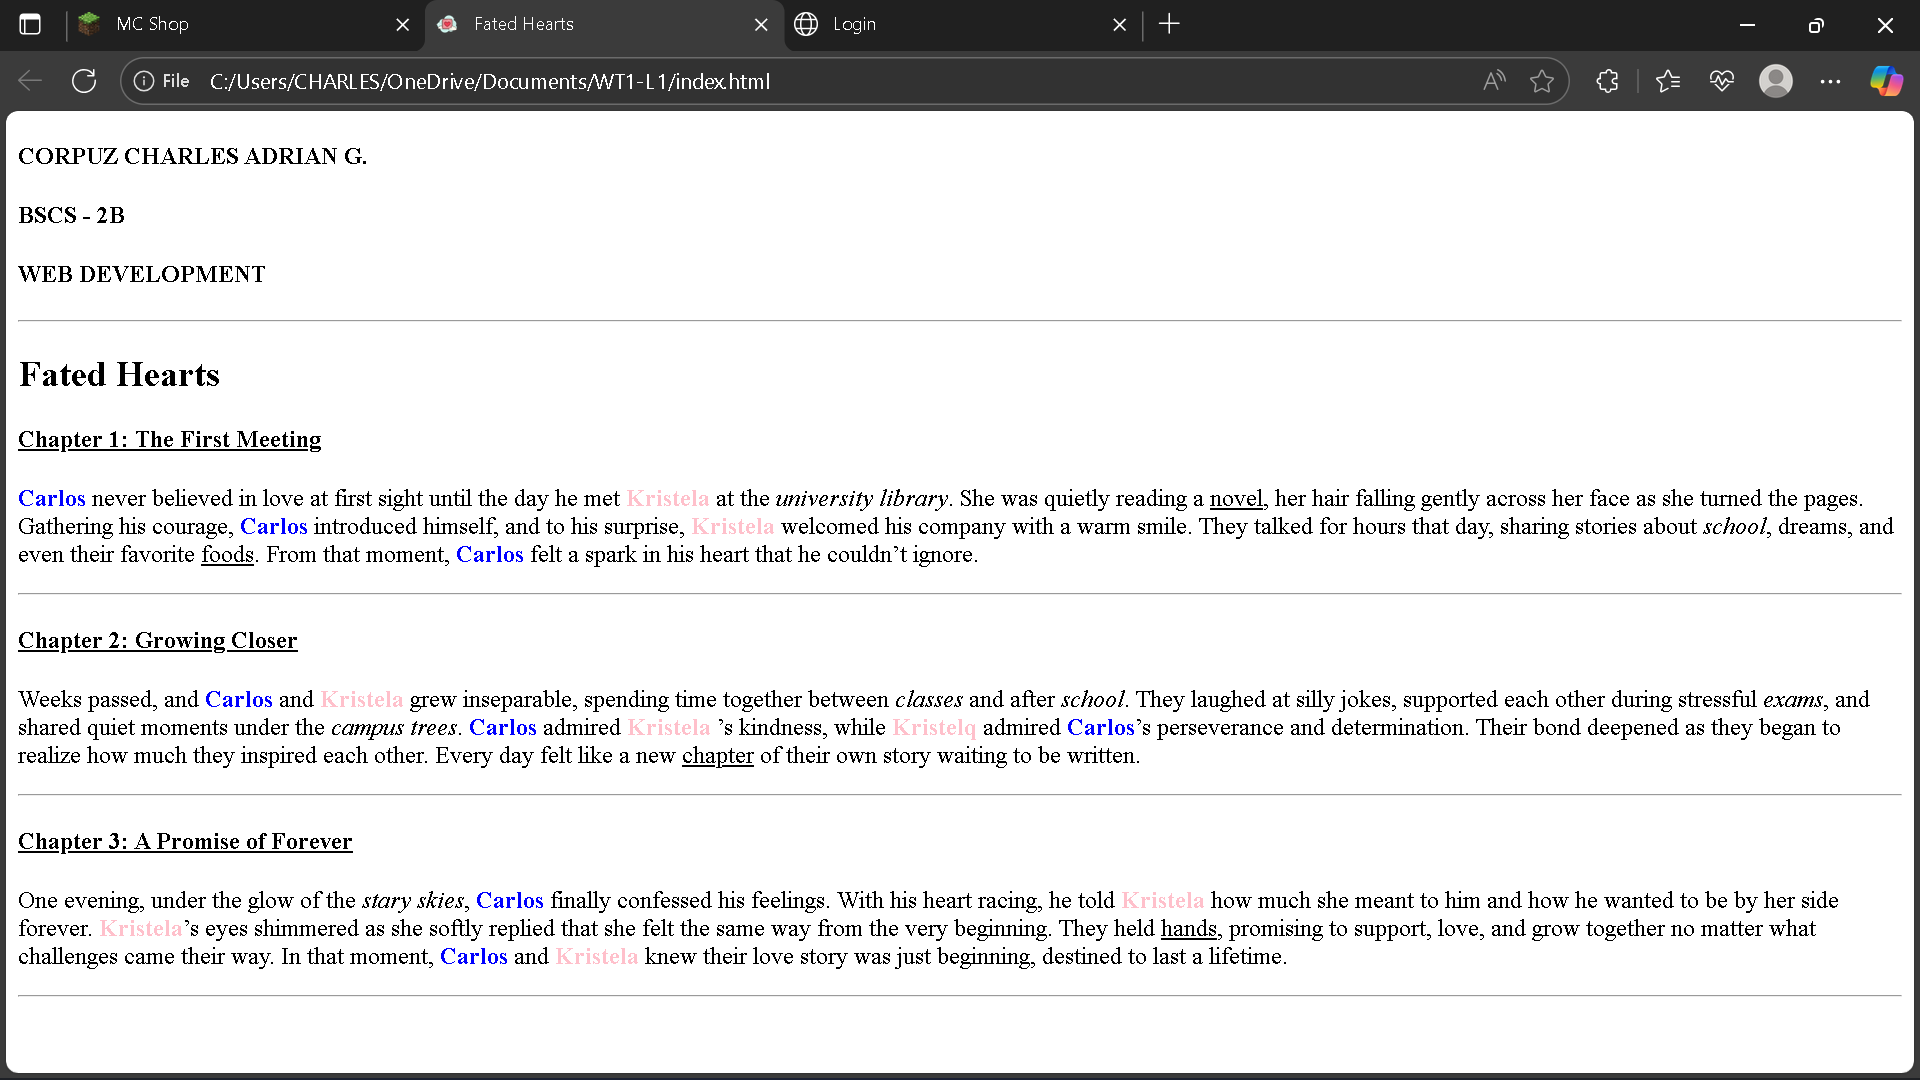 MC Shop
Fated Hearts
Login
File C:/Users/CHARLES/OneDrive/Documents/WT1-L1/index.html
CORPUZ CHARLES ADRIAN G.
BSCS - 2B
WEB DEVELOPMENT
Fated Hearts
Chapter 1: The First Meeting
Carlos never believed in love at first sight until the day he met Kristela at the university library. She was quietly reading a novel, her hair falling gently across her face as she turned the pages.
Gathering his courage, Carlos introduced himself, and to his surprise, Kristela welcomed his company with a warm smile. They talked for hours that day, sharing stories about school, dreams, and
even their favorite foods. From that moment, Carlos felt a spark in his heart that he couldn’t ignore.
Chapter 2: Growing Closer
Weeks passed, and Carlos and Kristela grew inseparable, spending time together between classes and after school. They laughed at silly jokes, supported each other during stressful exams, and
shared quiet moments under the campus trees. Carlos admired Kristela ’s kindness, while Kristelq admired Carlos’s perseverance and determination. Their bond deepened as they began to
realize how much they inspired each other. Every day felt like a new chapter of their own story waiting to be written.
Chapter 3: A Promise of Forever
One evening, under the glow of the stary skies, Carlos finally confessed his feelings. With his heart racing, he told Kristela how much she meant to him and how he wanted to be by her side
forever. Kristela’s eyes shimmered as she softly replied that she felt the same way from the very beginning. They held hands, promising to support, love, and grow together no matter what
challenges came their way. In that moment, Carlos and Kristela knew their love story was just beginning, destined to last a lifetime.